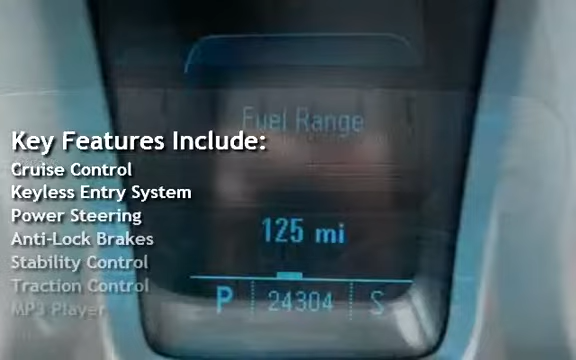 Fuel Range
Key Features Include:
Cruise Control
Keyless Entry System
Power Steering
125 mi
Anti-Lock Brakes
Stability Control
Traction Control
P 24304 S
MP3 Player